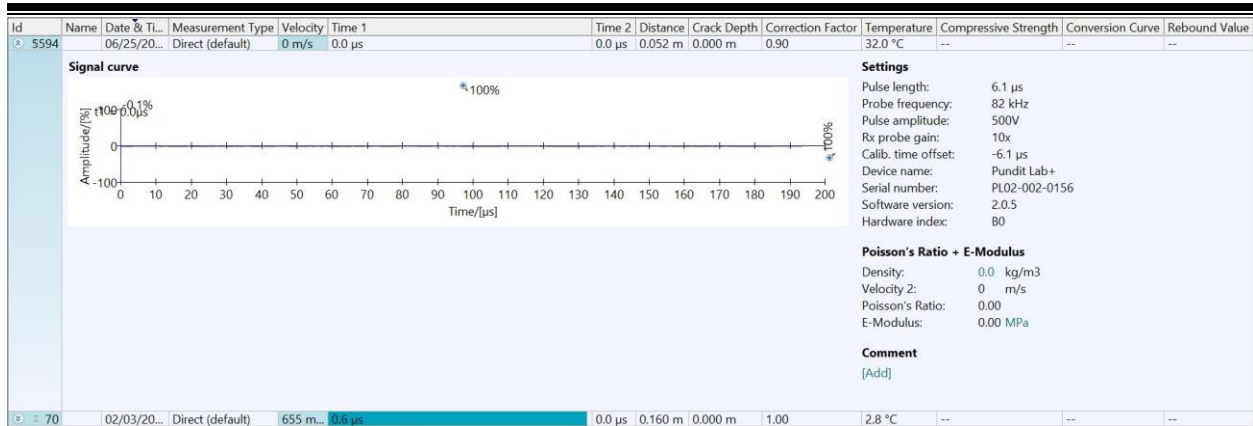 Id Name Date & Ti... Measurement Type Velocity Time 1 Time 2 Distance Crack Depth Correction Factor Temperature Compressive Strength Conversion Curve Rebound Value
5594 06/25/20... Direct (default) 0 m/s 0.0 µs 0.0 µs 0.052 m 0.000 m 0.90 32.0 °C -- -- --
Signal curve
100%
-0.1%
100
0.0µs
Amplitude/[%]
0
-100
100%
0 10 20 30 40 50 60 70 80 90 100 110 120 130 140 150 160 170 180 190 200
Time/[µs]
Settings
Pulse length: 6.1 µs
Probe frequency: 82 kHz
Pulse amplitude: 500V
Rx probe gain: 10x
Calib. time offset: -6.1 µs
Device name: Pundit Lab+
Serial number: PL02-002-0156
Software version: 2.0.5
Hardware index: B0
Poisson's Ratio + E-Modulus
Density: 0.0 kg/m3
Velocity 2: 0 m/s
Poisson's Ratio: 0.00
E-Modulus: 0.00 MPa
Comment
[Add]
70 02/03/20... Direct (default) 655 m... 0.6 µs 0.0 µs 0.160 m 0.000 m 1.00 2.8 °C -- -- --